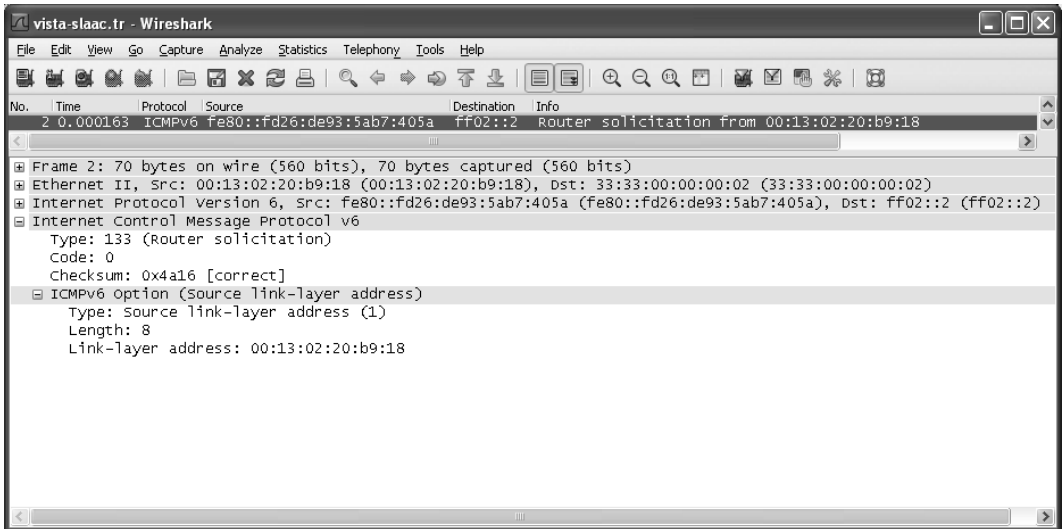 vista-slaac.tr - Wireshark
File Edit View Go Capture Analyze Statistics Telephony Tools Help
No. Time Protocol Source Destination Info
2 0.000163 ICMPv6 fe80::fd26:de93:5ab7:405a ff02::2 Router solicitation from 00:13:02:20:b9:18
Frame 2: 70 bytes on wire (560 bits), 70 bytes captured (560 bits)
Ethernet II, Src: 00:13:02:20:b9:18 (00:13:02:20:b9:18), Dst: 33:33:00:00:00:02 (33:33:00:00:00:02)
Internet Protocol Version 6, Src: fe80::fd26:de93:5ab7:405a (fe80::fd26:de93:5ab7:405a), Dst: ff02::2 (ff02::2)
Internet Control Message Protocol v6
Type: 133 (Router solicitation)
Code: 0
Checksum: 0x4a16 [correct]
ICMPv6 Option (Source link-layer address)
Type: Source link-layer address (1)
Length: 8
Link-layer address: 00:13:02:20:b9:18